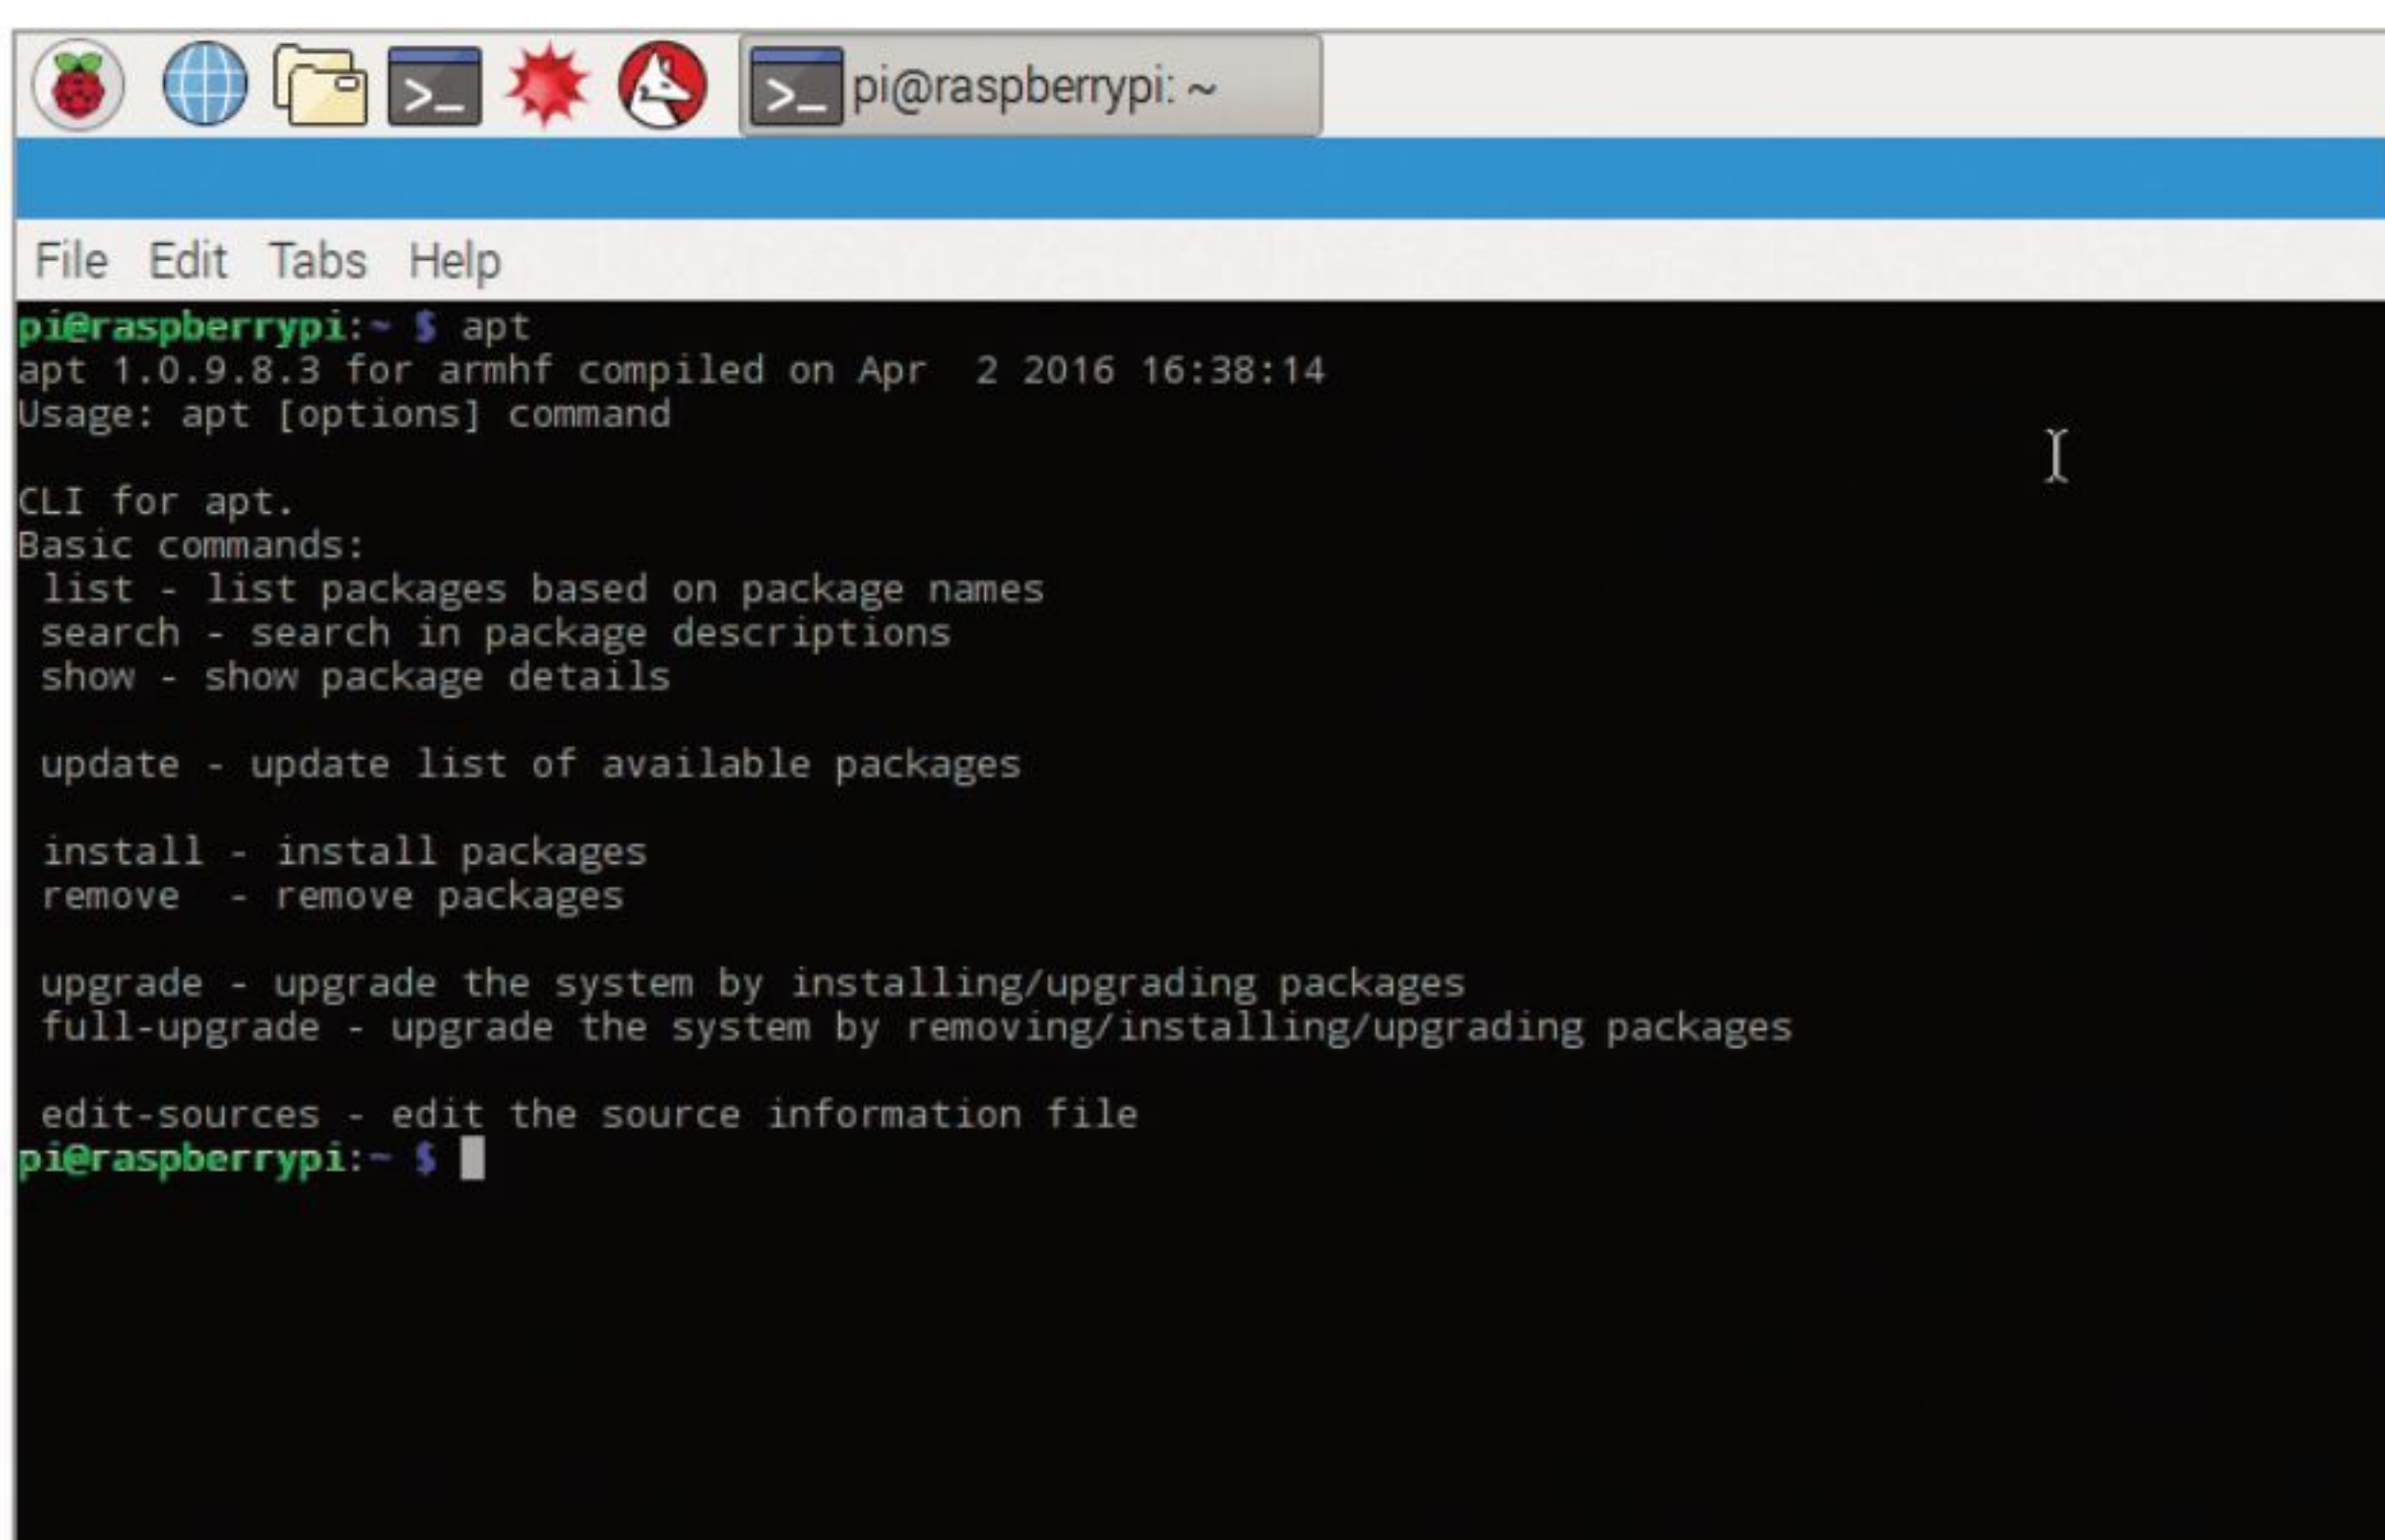 pi@raspberrypi: ~
File Edit Tabs Help
pi@raspberrypi:~ $ apt
apt 1.0.9.8.3 for armhf compiled on Apr  2 2016 16:38:14
Usage: apt [options] command
CLI for apt.
Basic commands:
 list - list packages based on package names
 search - search in package descriptions
 show - show package details
 update - update list of available packages
 install - install packages
 remove  - remove packages
 upgrade - upgrade the system by installing/upgrading packages
 full-upgrade - upgrade the system by removing/installing/upgrading packages
 edit-sources - edit the source information file
pi@raspberrypi:~ $